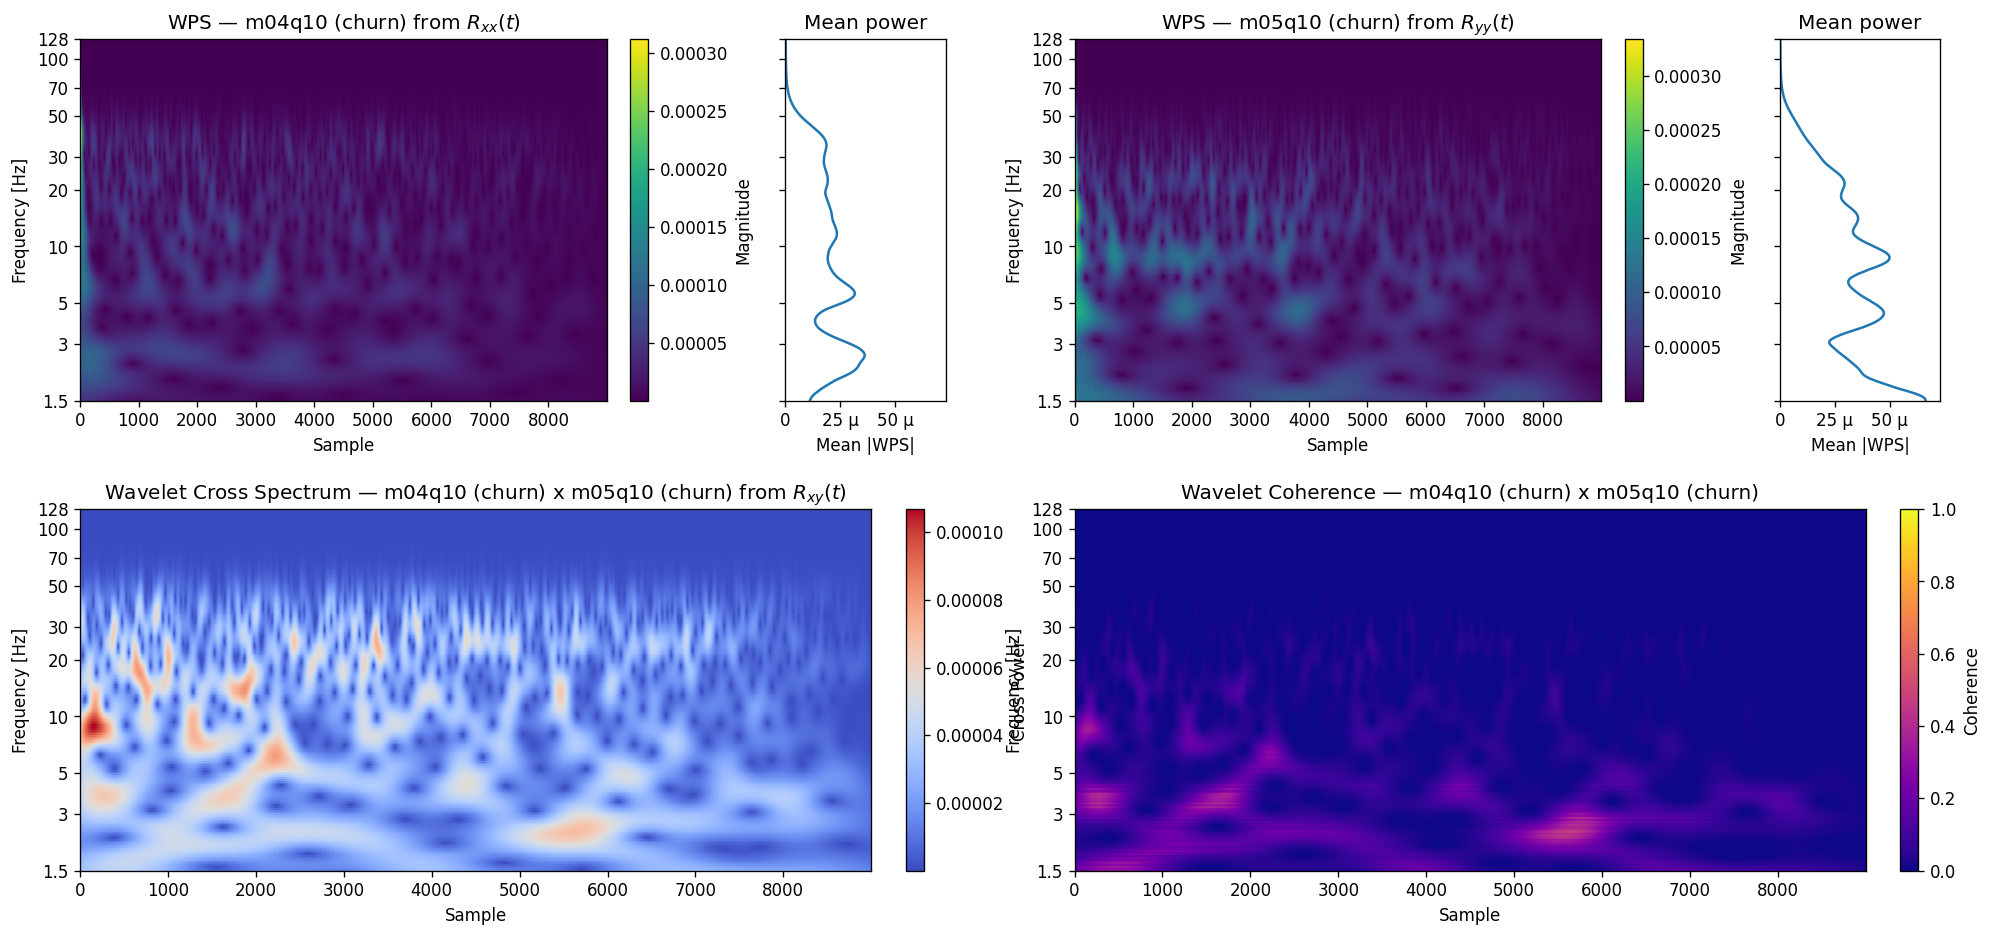 WPS — m04q10 (churn) from Rxx(t)
128
100
70
50
30
20
10
5
3
1.5
Frequency [Hz]
0 1000 2000 3000 4000 5000 6000 7000 8000
Sample
0.00030
0.00025
0.00020
0.00015
0.00010
0.00005
Magnitude
Mean power
0 25 µ 50 µ
Mean |WPS|
WPS — m05q10 (churn) from Ryy(t)
128
100
70
50
30
20
10
5
3
1.5
Frequency [Hz]
0 1000 2000 3000 4000 5000 6000 7000 8000
Sample
0.00030
0.00025
0.00020
0.00015
0.00010
0.00005
Magnitude
Mean power
0 25 µ 50 µ
Mean |WPS|
Wavelet Cross Spectrum — m04q10 (churn) x m05q10 (churn) from Rxy(t)
128
100
70
50
30
20
10
5
3
1.5
Frequency [Hz]
0 1000 2000 3000 4000 5000 6000 7000 8000
Sample
0.00010
0.00008
0.00006
0.00004
0.00002
Cross Power
Wavelet Coherence — m04q10 (churn) x m05q10 (churn)
128
100
70
50
30
20
10
5
3
1.5
Frequency [Hz]
0 1000 2000 3000 4000 5000 6000 7000 8000
Sample
1.0
0.8
0.6
0.4
0.2
0.0
Coherence